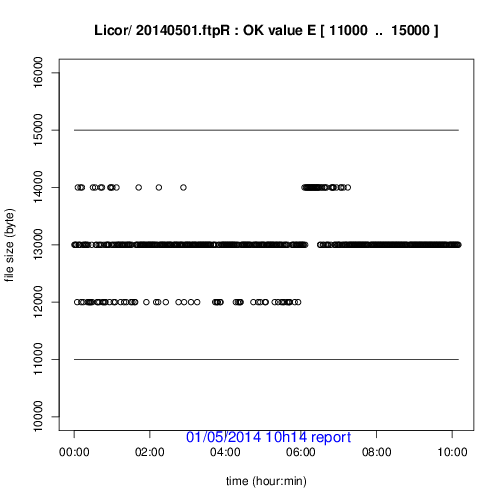 Licor/ 20140501.ftpR : OK value E [ 11000 .. 15000 ]
file size (byte)
16000
15000
14000
13000
12000
11000
10000
01/05/2014 10h14 report
00:00 02:00 04:00 06:00 08:00 10:00
time (hour:min)